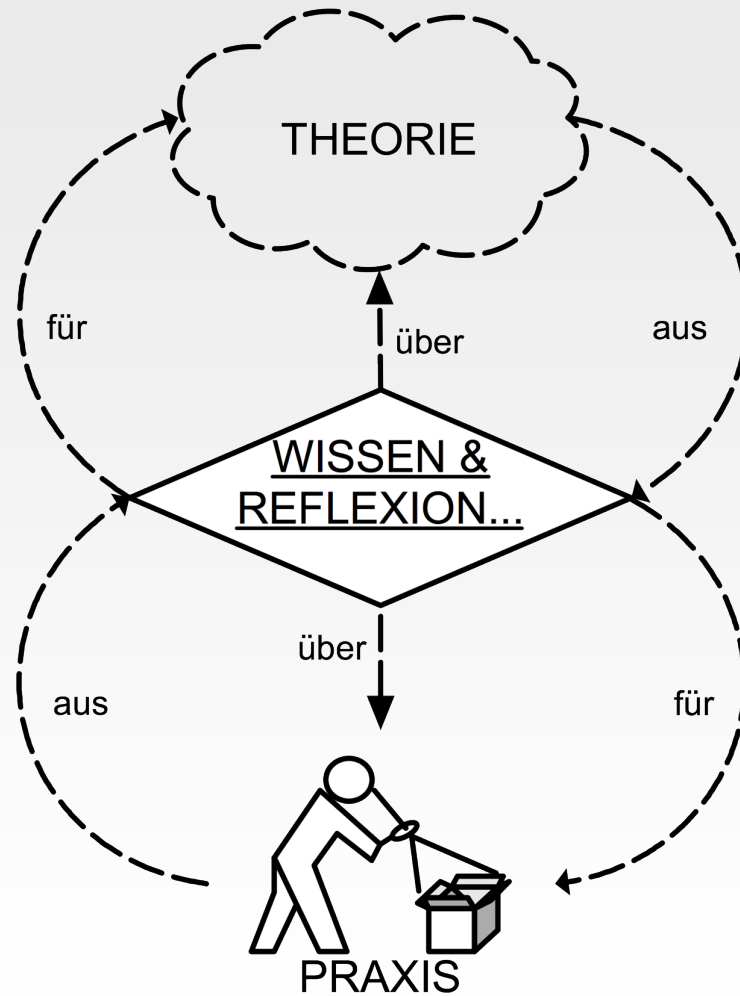 THEORIE
für
über
aus
WISSEN &
REFLEXION...
über
aus
für
PRAXIS